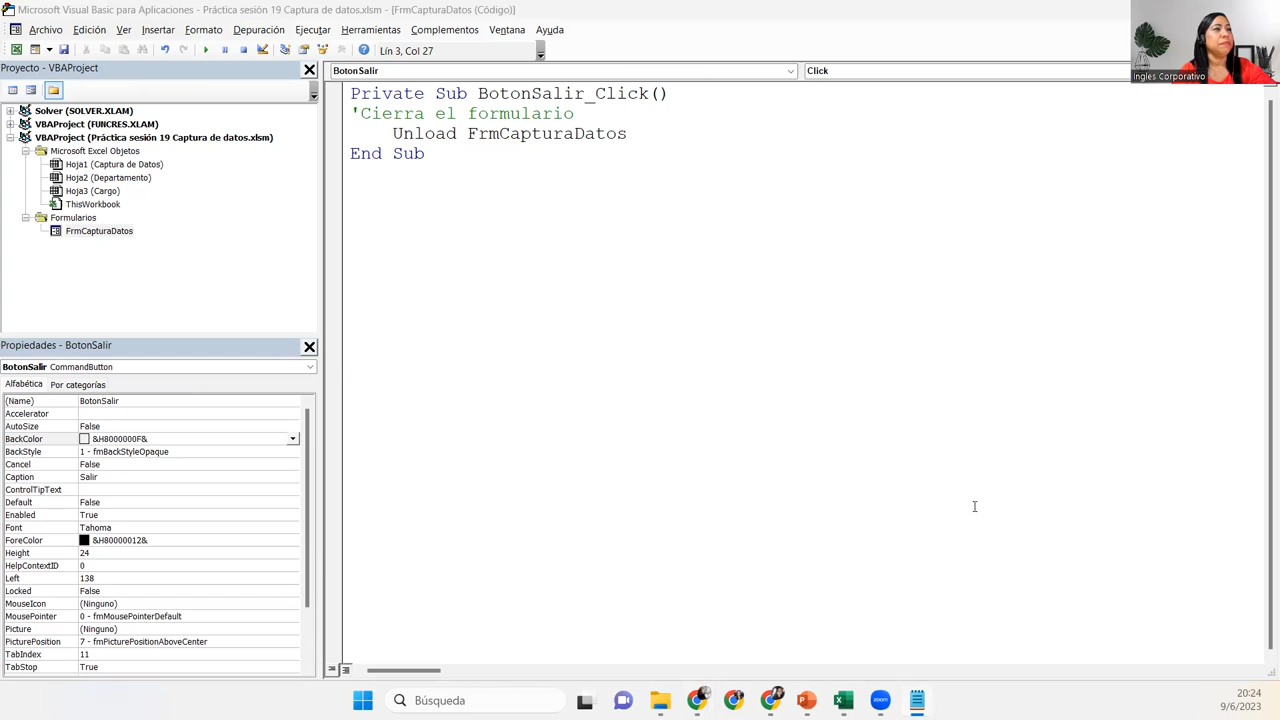 Microsoft Visual Basic para Aplicaciones - Práctica sesión 19 Captura de datos.xlsm - [FrmCapturaDatos (Código)]
Archivo Edición Ver Insertar Formato Depuración Ejecutar Herramientas Complementos Ventana Ayuda
Lín 3, Col 27
Ingles Corporativo
Proyecto - VBAProject
BotonSalir
Click
Solver (SOLVER.XLAM)
VBAProject (FUNCRES.XLAM)
VBAProject (Práctica sesión 19 Captura de datos.xlsm)
Microsoft Excel Objetos
Hoja1 (Captura de Datos)
Hoja2 (Departamento)
Hoja3 (Cargo)
ThisWorkbook
Formularios
FrmCapturaDatos
Private Sub BotonSalir_Click()
'Cierra el formulario
Unload FrmCapturaDatos
End Sub
Propiedades - BotonSalir
BotonSalir CommandButton
Alfabética Por categorías
(Name) BotonSalir
Accelerator
AutoSize False
BackColor &H8000000F&
BackStyle 1 - fmBackStyleOpaque
Cancel False
Caption Salir
ControlTipText
Default False
Enabled True
Font Tahoma
ForeColor &H80000012&
Height 24
HelpContextID 0
Left 138
Locked False
MouseIcon (Ninguno)
MousePointer 0 - fmMousePointerDefault
Picture (Ninguno)
PicturePosition 7 - fmPicturePositionAboveCenter
TabIndex 11
TabStop True
Búsqueda
20:24
9/6/2023